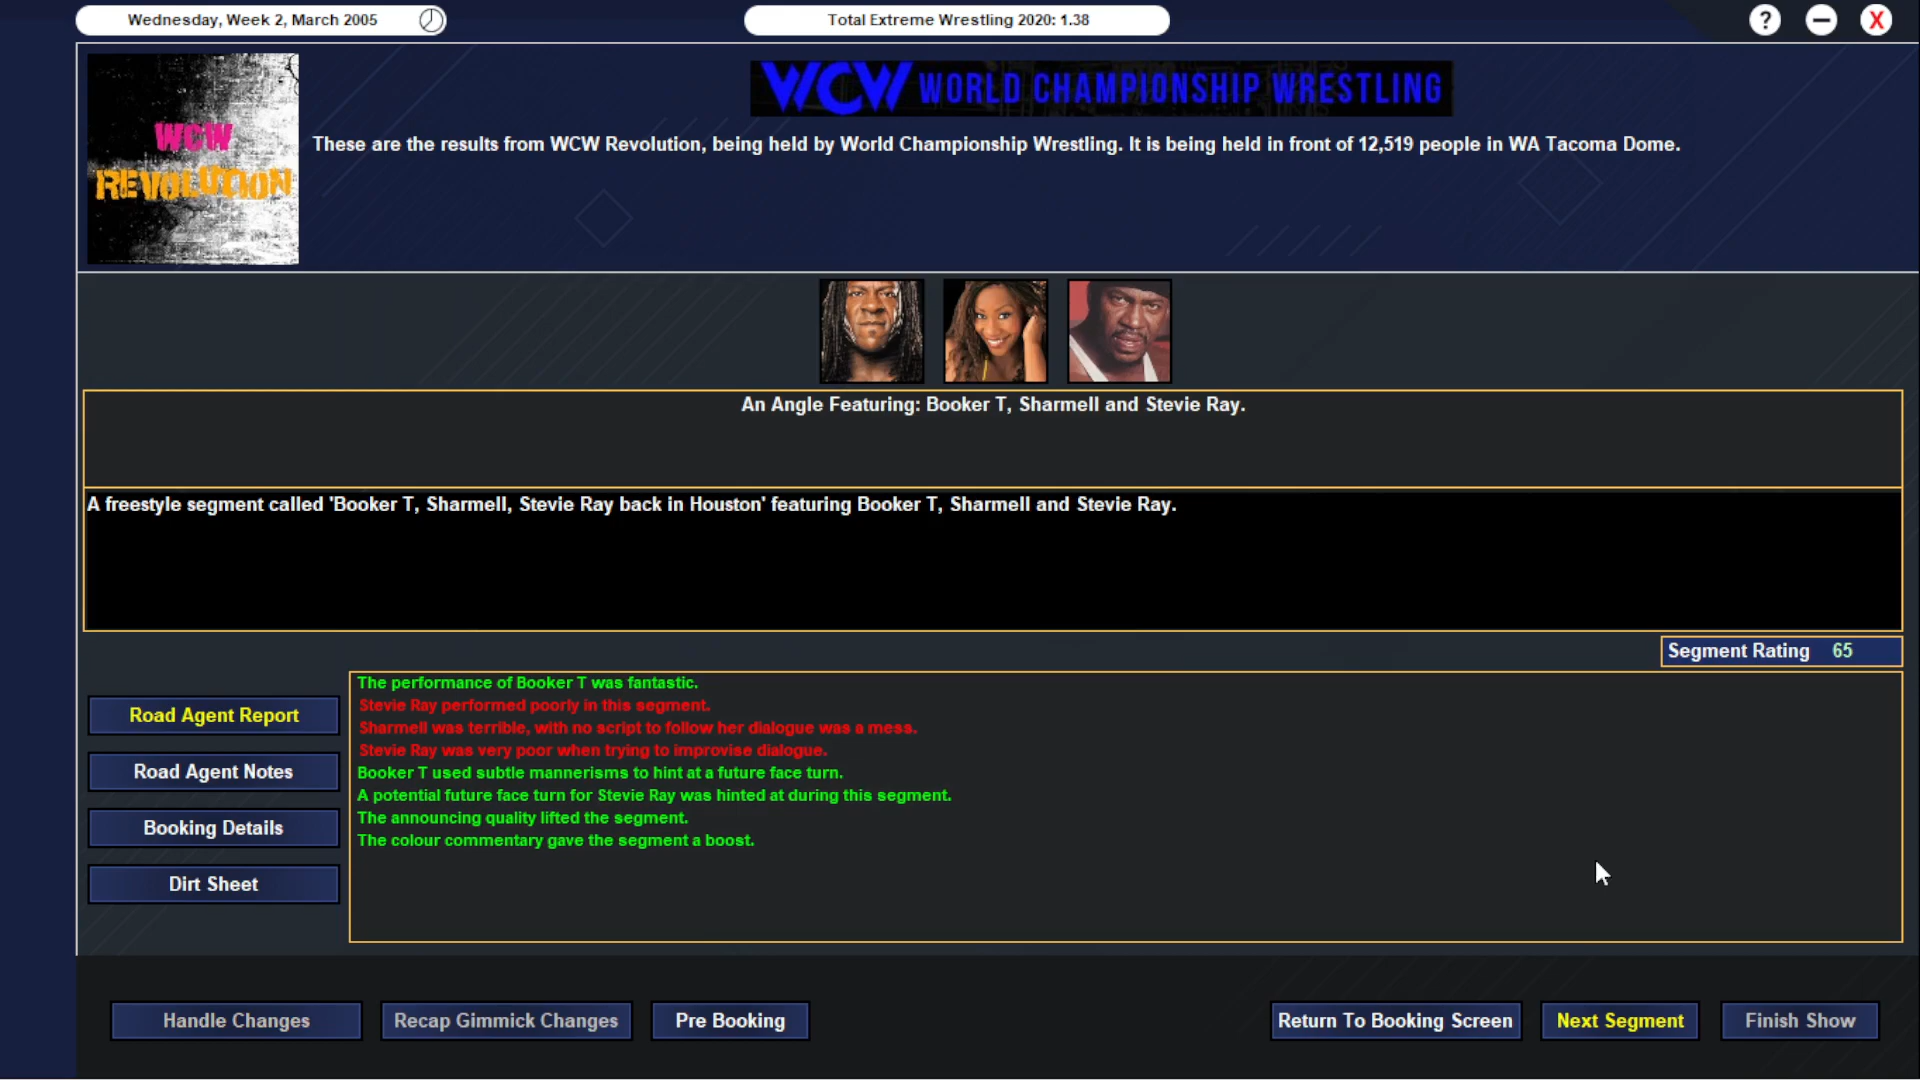 Wednesday, Week 2, March 2005
Total Extreme Wrestling 2020: 1.38
?
X
WCW WORLD CHAMPIONSHIP WRESTLING
WCW
REVOLUTION
These are the results from WCW Revolution, being held by World Championship Wrestling. It is being held in front of 12,519 people in WA Tacoma Dome.
An Angle Featuring: Booker T, Sharmell and Stevie Ray.
A freestyle segment called 'Booker T, Sharmell, Stevie Ray back in Houston' featuring Booker T, Sharmell and Stevie Ray.
Segment Rating 65
Road Agent Report
Road Agent Notes
Booking Details
Dirt Sheet
The performance of Booker T was fantastic.
Stevie Ray performed poorly in this segment.
Sharmell was terrible, with no script to follow her dialogue was a mess.
Stevie Ray was very poor when trying to improvise dialogue.
Booker T used subtle mannerisms to hint at a future face turn.
A potential future face turn for Stevie Ray was hinted at during this segment.
The announcing quality lifted the segment.
The colour commentary gave the segment a boost.
Handle Changes
Recap Gimmick Changes
Pre Booking
Return To Booking Screen
Next Segment
Finish Show